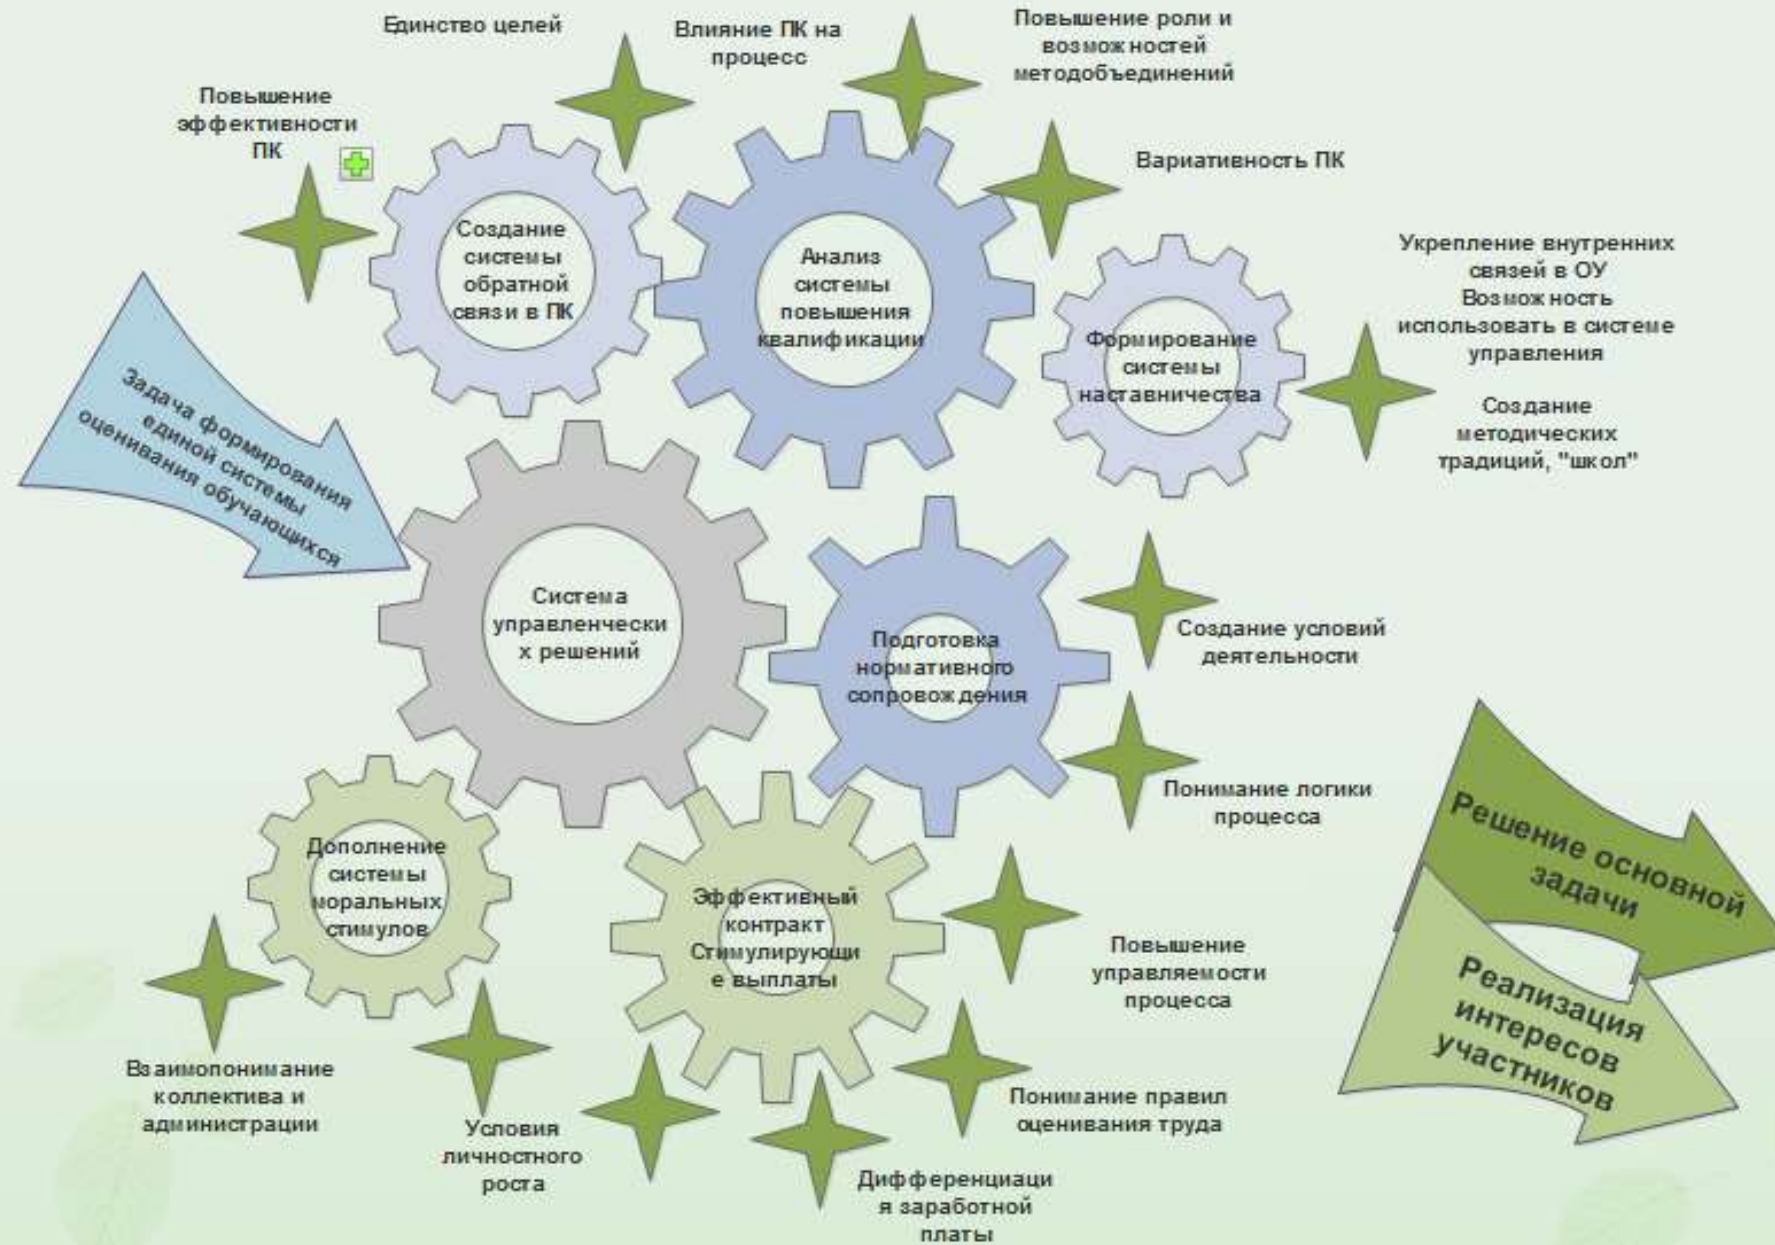 Единство целей
Влияние ПК на
процесс
Повышение роли и
возможностей
методобъединений
Повышение
эффективности
ПК
Вариативность ПК
Создание
системы
обратной
связи в ПК
Анализ
системы
повышения
квалификации
Формирование
системы
наставничества
Укрепление внутренних
связей в ОУ
Возможность
использовать в системе
управления
Создание
методических
традиций, "школ"
Задача формирования
единой системы
оценивания обучающихся
Система
управленчески
х решений
Подготовка
нормативного
сопровождения
Создание условий
деятельности
Понимание логики
процесса
Решение основной
задачи
Реализация
интересов
участников
Дополнение
системы
моральных
стимулов
Эффективный
контракт
Стимулирующи
е выплаты
Повышение
управляемости
процесса
Взаимопонимание
коллектива и
администрации
Условия
личностного
роста
Понимание правил
оценивания труда
Дифференциаци
я заработной
платы